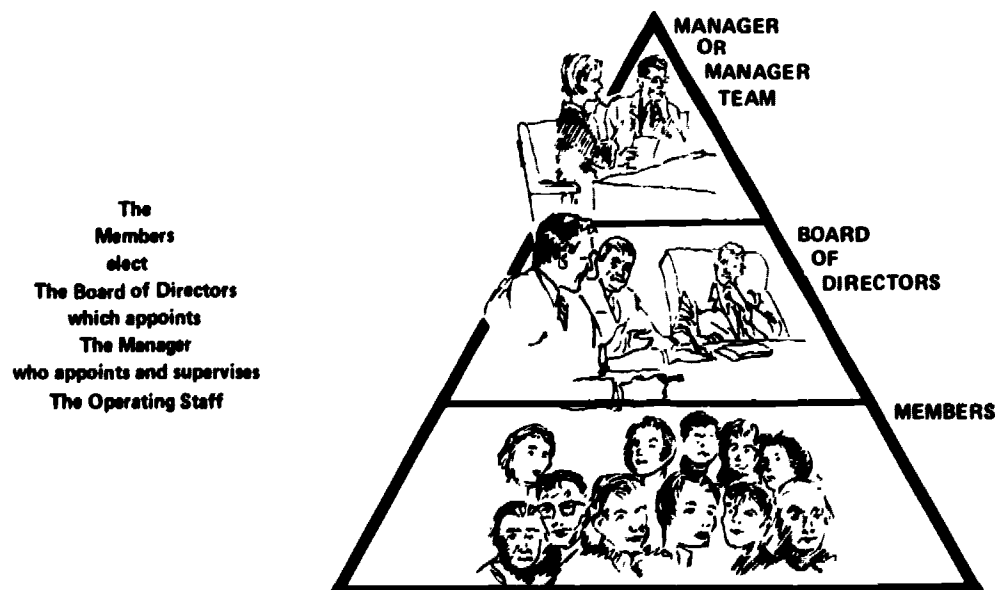 MANAGER
OR
MANAGER
TEAM
The
Members
elect
The Board of Directors
which appoints
The Manager
who appoints and supervises
The Operating Staff
BOARD
OF
DIRECTORS
MEMBERS